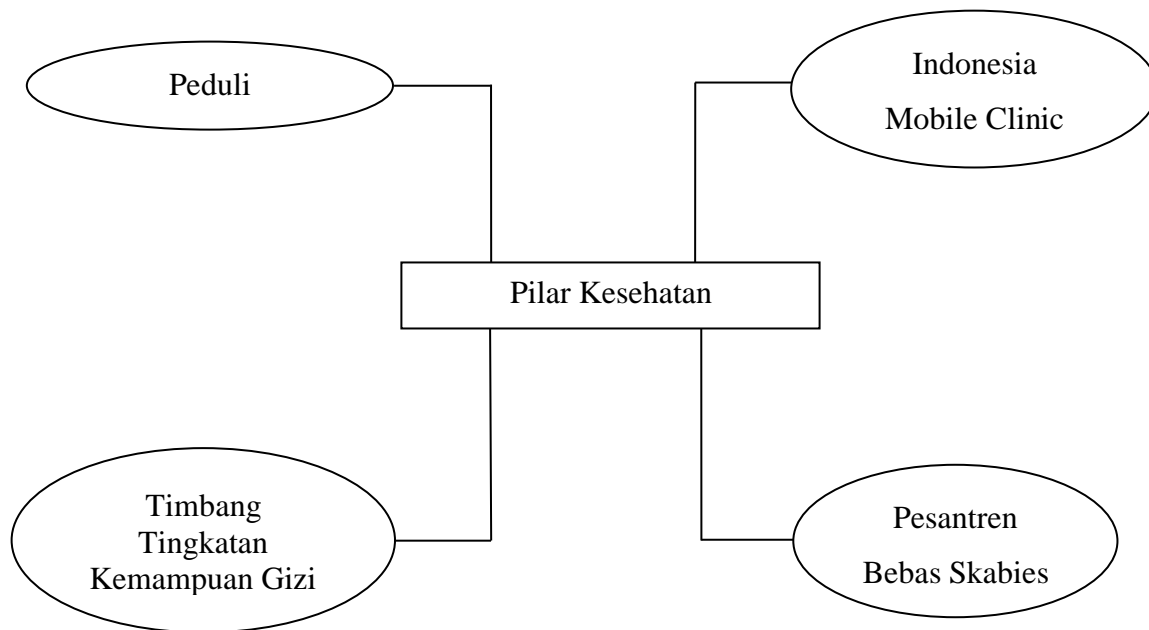 Peduli
Indonesia
Mobile Clinic
Pilar Kesehatan
Timbang
Tingkatan
Kemampuan Gizi
Pesantren
Bebas Skabies